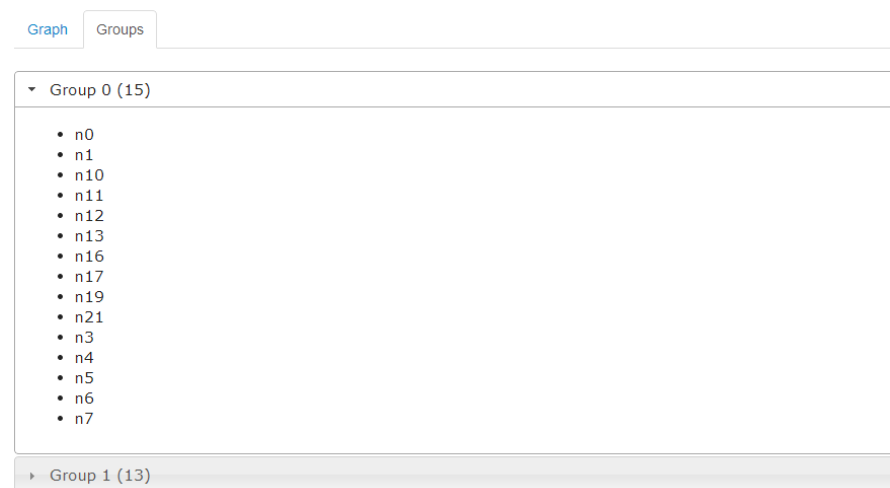 Graph Groups
Group 0 (15)
n0
n1
n10
n11
n12
n13
n16
n17
n19
n21
n3
n4
n5
n6
n7
Group 1 (13)